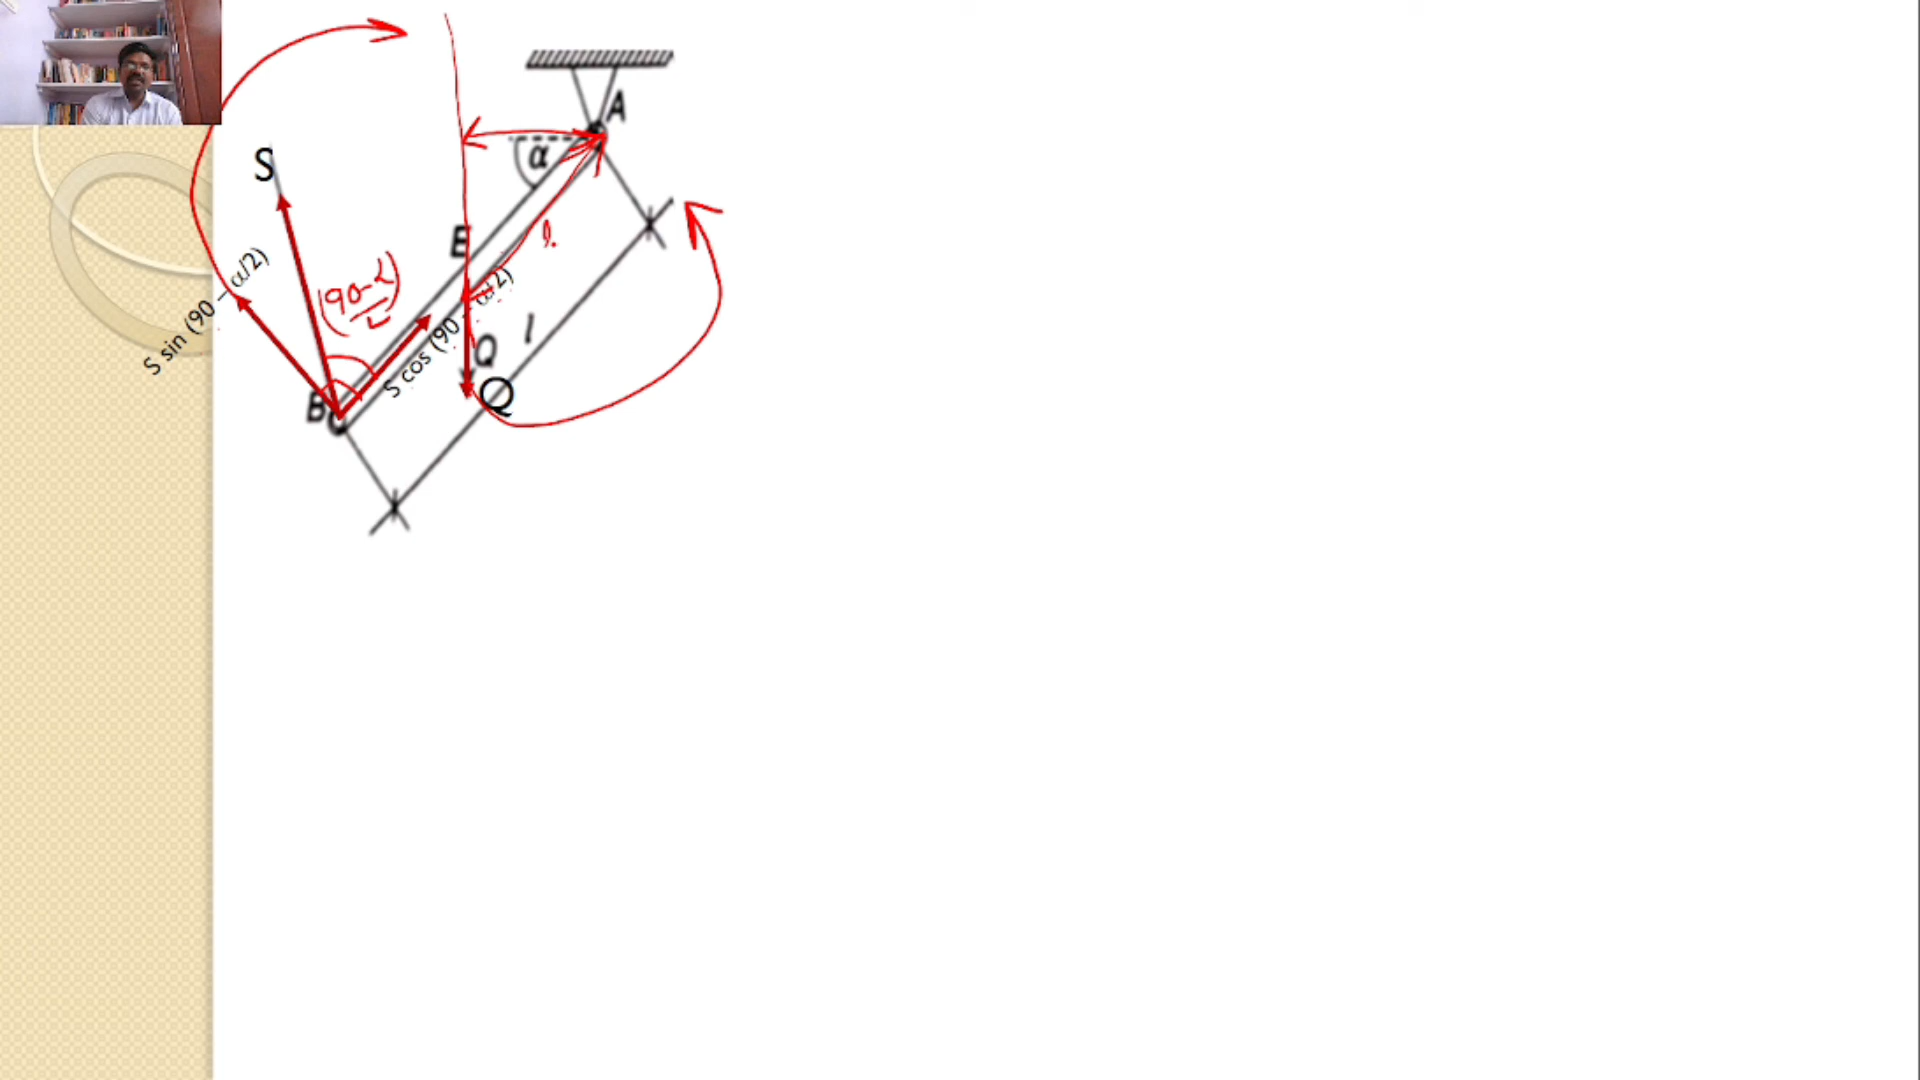 A
S
α
E
l.
(90-α/2)
S sin (90 – α/2)
S cos (90 – α/2)
l
Q
Q
B